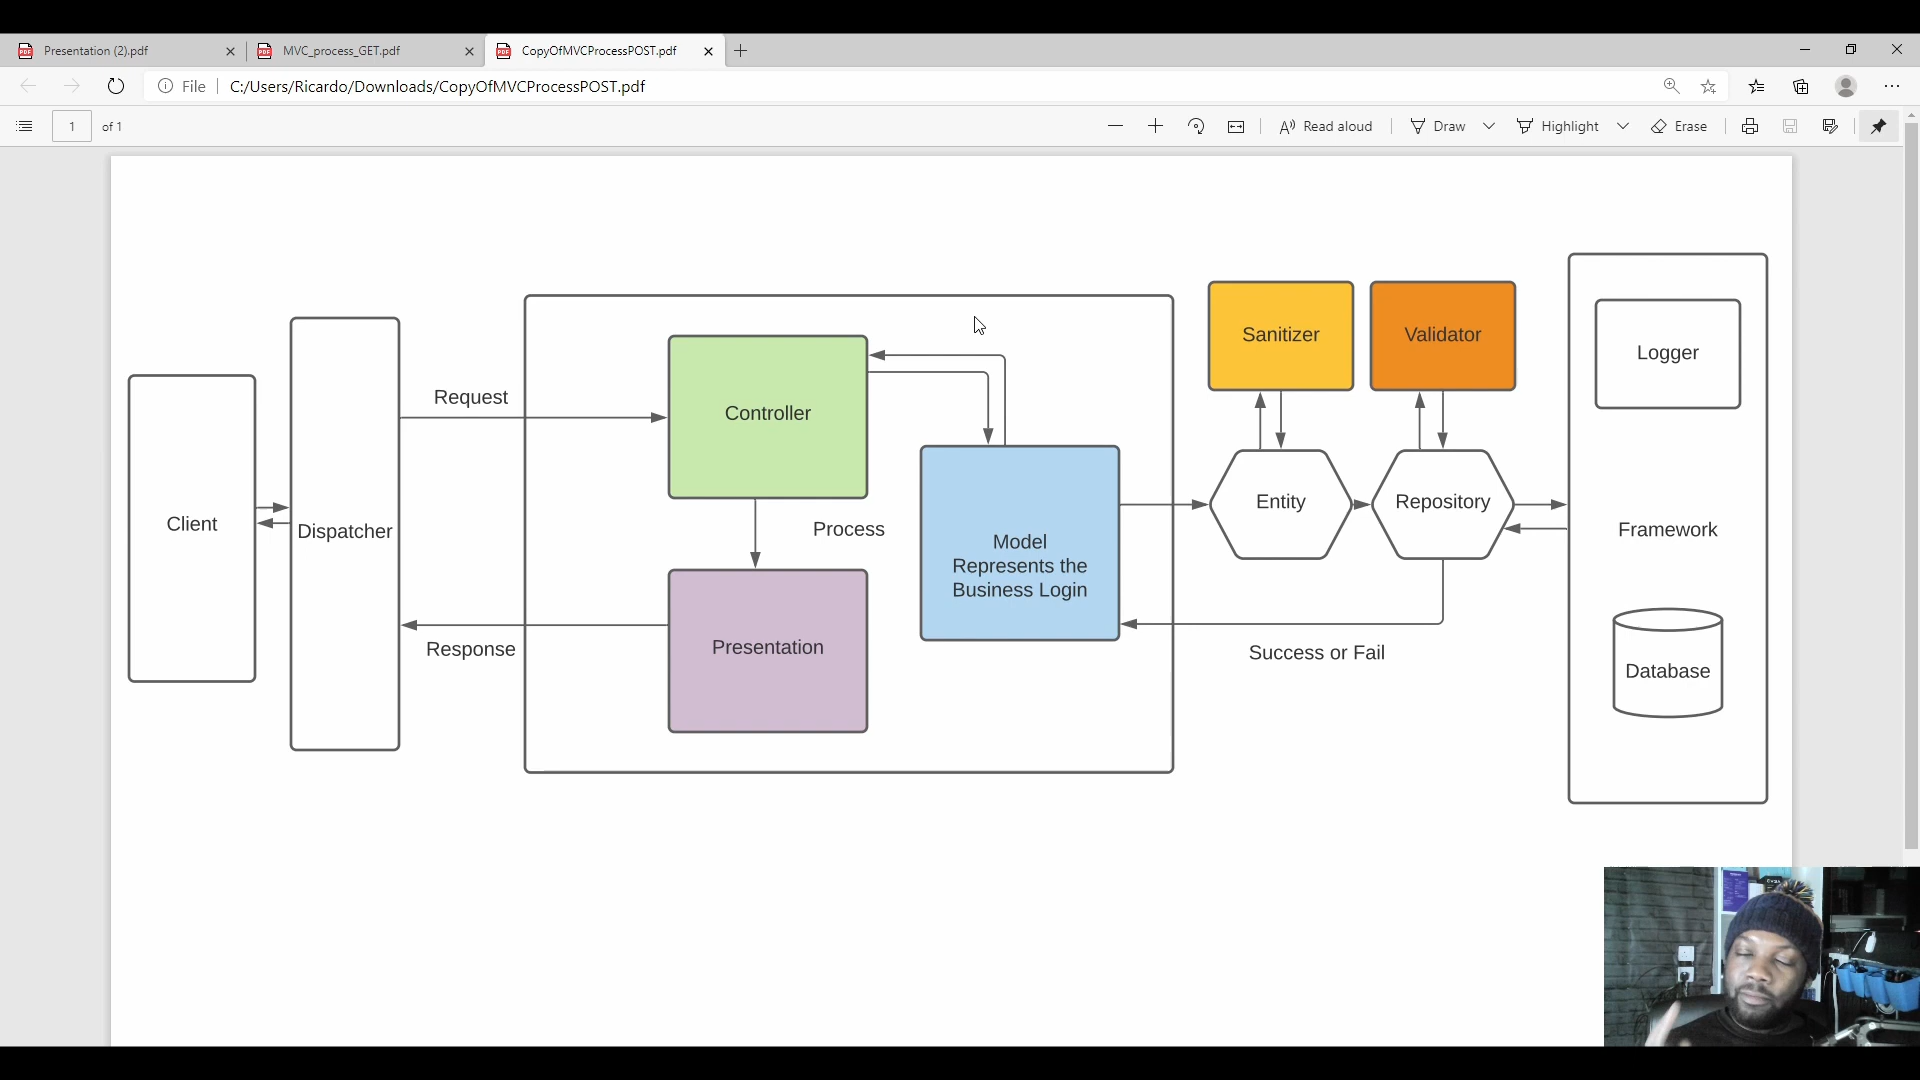 Presentation (2).pdf
MVC_process_GET.pdf
CopyOfMVCProcessPOST.pdf
File
C:/Users/Ricardo/Downloads/CopyOfMVCProcessPOST.pdf
1
of 1
Read aloud
Draw
Highlight
Erase
Client
Dispatcher
Request
Response
Controller
Process
Presentation
Model
Represents the
Business Login
Sanitizer
Validator
Entity
Repository
Success or Fail
Logger
Framework
Database